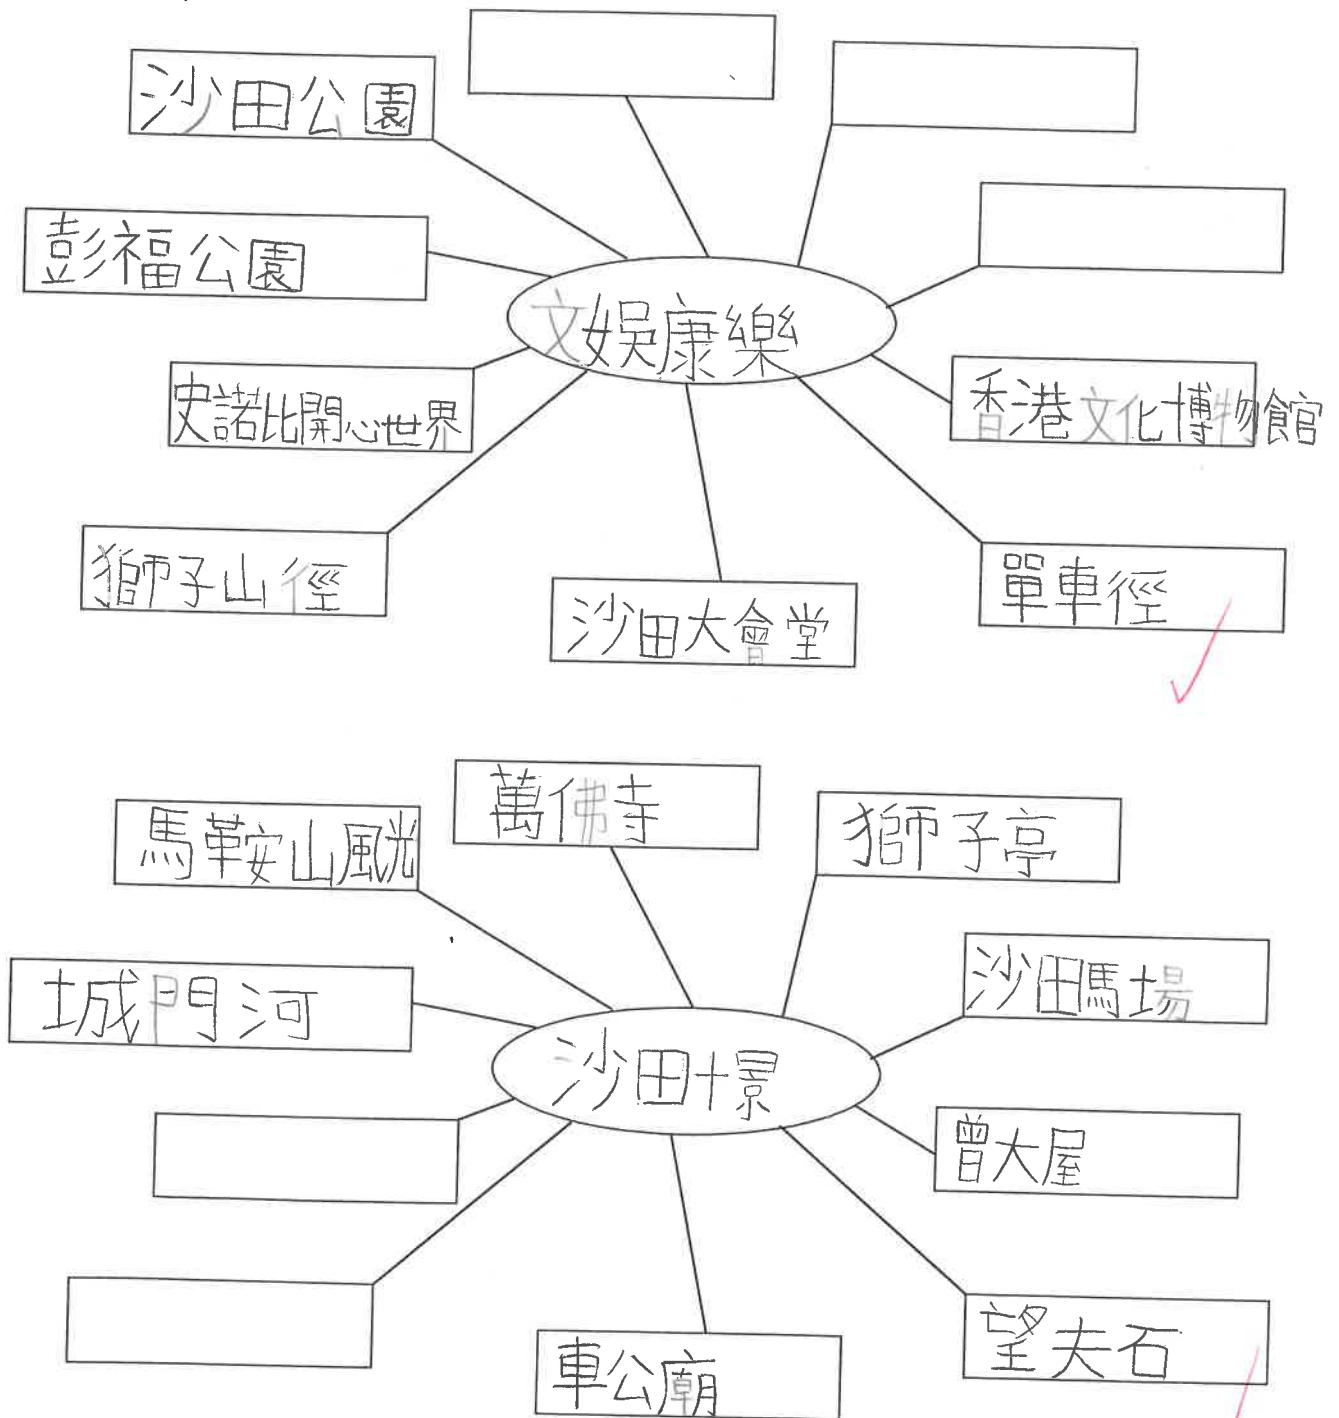 沙田公園
彭福公園
文娛康樂
史諾比開心世界
香港文化博物館
獅子山徑
沙田大會堂
單車徑
萬佛寺
馬鞍山風光
獅子亭
沙田馬場
城門河
沙田十景
曾大屋
望夫石
車公廟